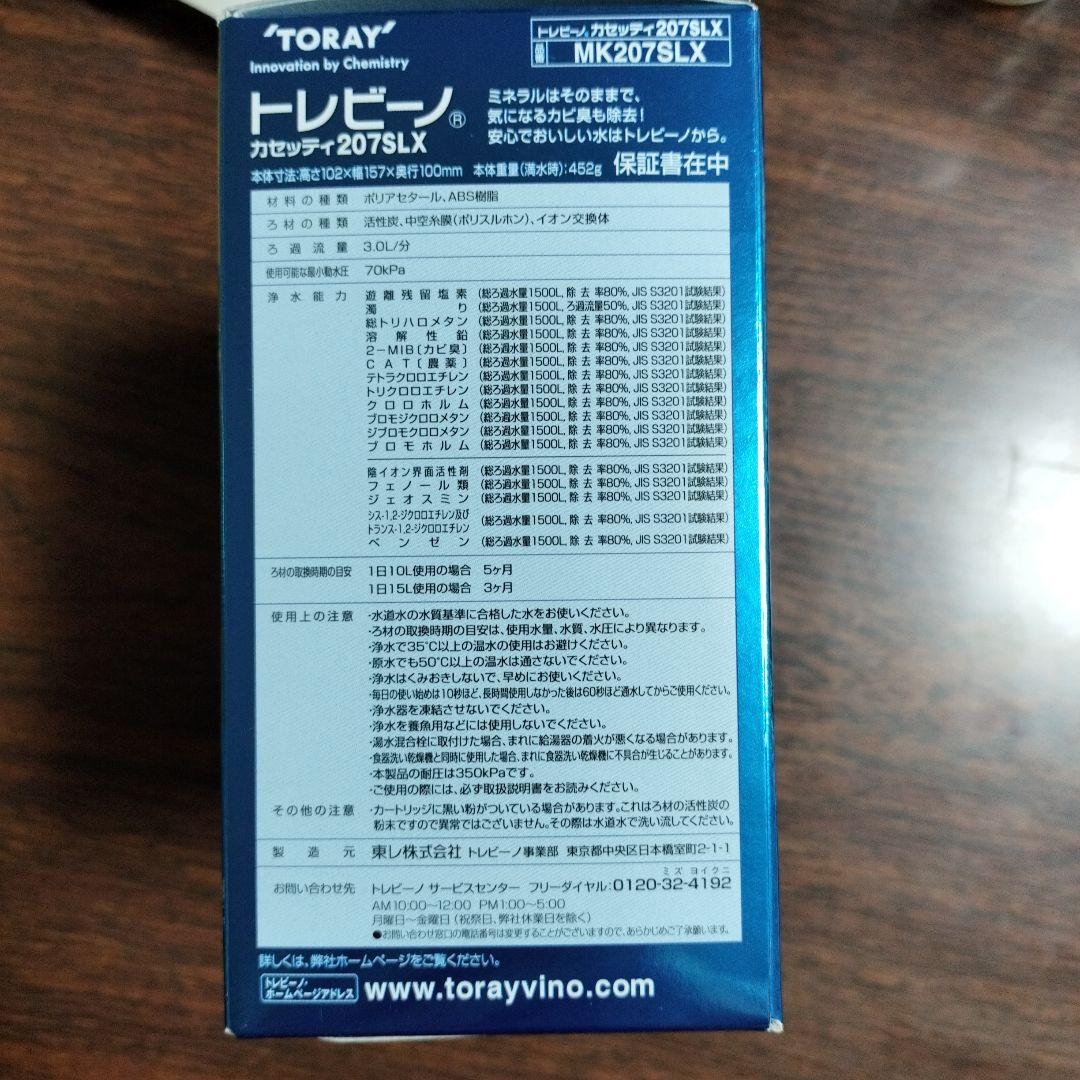 'TORAY'
Innovation by Chemistry
トレビーノ カセッティ207SLX
品番 MK207SLX
トレビーノ®
カセッティ207SLX
ミネラルはそのままで、
気になるカビ臭も除去!
安心でおいしい水はトレビーノから。
本体寸法:高さ102×幅157×奥行100mm 本体重量(満水時):452g 保証書在中
材料の種類 ポリアセタール、ABS樹脂
ろ材の種類 活性炭、中空糸膜(ポリスルホン)、イオン交換体
ろ過流量 3.0L/分
使用可能な最小動水圧 70kPa
浄水能力 遊離残留塩素 (総ろ過水量1500L, 除去率80%, JIS S3201試験結果)
濁り (総ろ過水量1500L, ろ過流量50%, JIS S3201試験結果)
総トリハロメタン (総ろ過水量1500L, 除去率80%, JIS S3201試験結果)
溶解性鉛 (総ろ過水量1500L, 除去率80%, JIS S3201試験結果)
2-MIB〔カビ臭〕 (総ろ過水量1500L, 除去率80%, JIS S3201試験結果)
CAT〔農薬〕 (総ろ過水量1500L, 除去率80%, JIS S3201試験結果)
テトラクロロエチレン (総ろ過水量1500L, 除去率80%, JIS S3201試験結果)
トリクロロエチレン (総ろ過水量1500L, 除去率80%, JIS S3201試験結果)
クロロホルム (総ろ過水量1500L, 除去率80%, JIS S3201試験結果)
ブロモジクロロメタン (総ろ過水量1500L, 除去率80%, JIS S3201試験結果)
ジブロモクロロメタン (総ろ過水量1500L, 除去率80%, JIS S3201試験結果)
ブロモホルム (総ろ過水量1500L, 除去率80%, JIS S3201試験結果)
陰イオン界面活性剤 (総ろ過水量1500L, 除去率80%, JIS S3201試験結果)
フェノール類 (総ろ過水量1500L, 除去率80%, JIS S3201試験結果)
ジェオスミン (総ろ過水量1500L, 除去率80%, JIS S3201試験結果)
シス-1,2-ジクロロエチレン及び
トランス-1,2-ジクロロエチレン (総ろ過水量1500L, 除去率80%, JIS S3201試験結果)
ベンゼン (総ろ過水量1500L, 除去率80%, JIS S3201試験結果)
ろ材の取換時期の目安 1日10L使用の場合 5ヶ月
1日15L使用の場合 3ヶ月
使用上の注意 ・水道水の水質基準に合格した水をお使いください。
・ろ材の取換時期の目安は、使用水量、水質、水圧により異なります。
・浄水で35℃以上の温水の使用はお避けください。
・原水でも50℃以上の温水は通さないでください。
・浄水はくみおきしないで、早めにお使いください。
・毎日の使い始めは10秒ほど、長時間使用しなかった後は60秒ほど通水してからご使用ください。
・浄水器を凍結させないでください。
・浄水を養魚用などには使用しないでください。
・湯水混合栓に取付けた場合、まれに給湯器の着火が悪くなる場合があります。
・食器洗い乾燥機と同時に使用した場合、まれに食器洗い乾燥機に不具合が生じることがあります。
・本製品の耐圧は350kPaです。
・ご使用の際には、必ず取扱説明書をお読みください。
その他の注意 ・カートリッジに黒い粉がついている場合があります。これはろ材の活性炭の
粉末ですので異常ではございません。その際は水道水で洗い流してください。
製造元 東レ株式会社 トレビーノ事業部 東京都中央区日本橋室町2-1-1
ミズ ヨイクニ
お問い合わせ先 トレビーノ サービスセンター フリーダイヤル:0120-32-4192
AM10:00〜12:00 PM1:00〜5:00
月曜日〜金曜日(祝祭日、弊社休業日を除く)
●お問い合わせ窓口の電話番号は変更することがございますので、あらかじめご了承願います。
詳しくは、弊社ホームページをご覧ください。
トレビーノ・ホームページアドレス www.torayvino.com